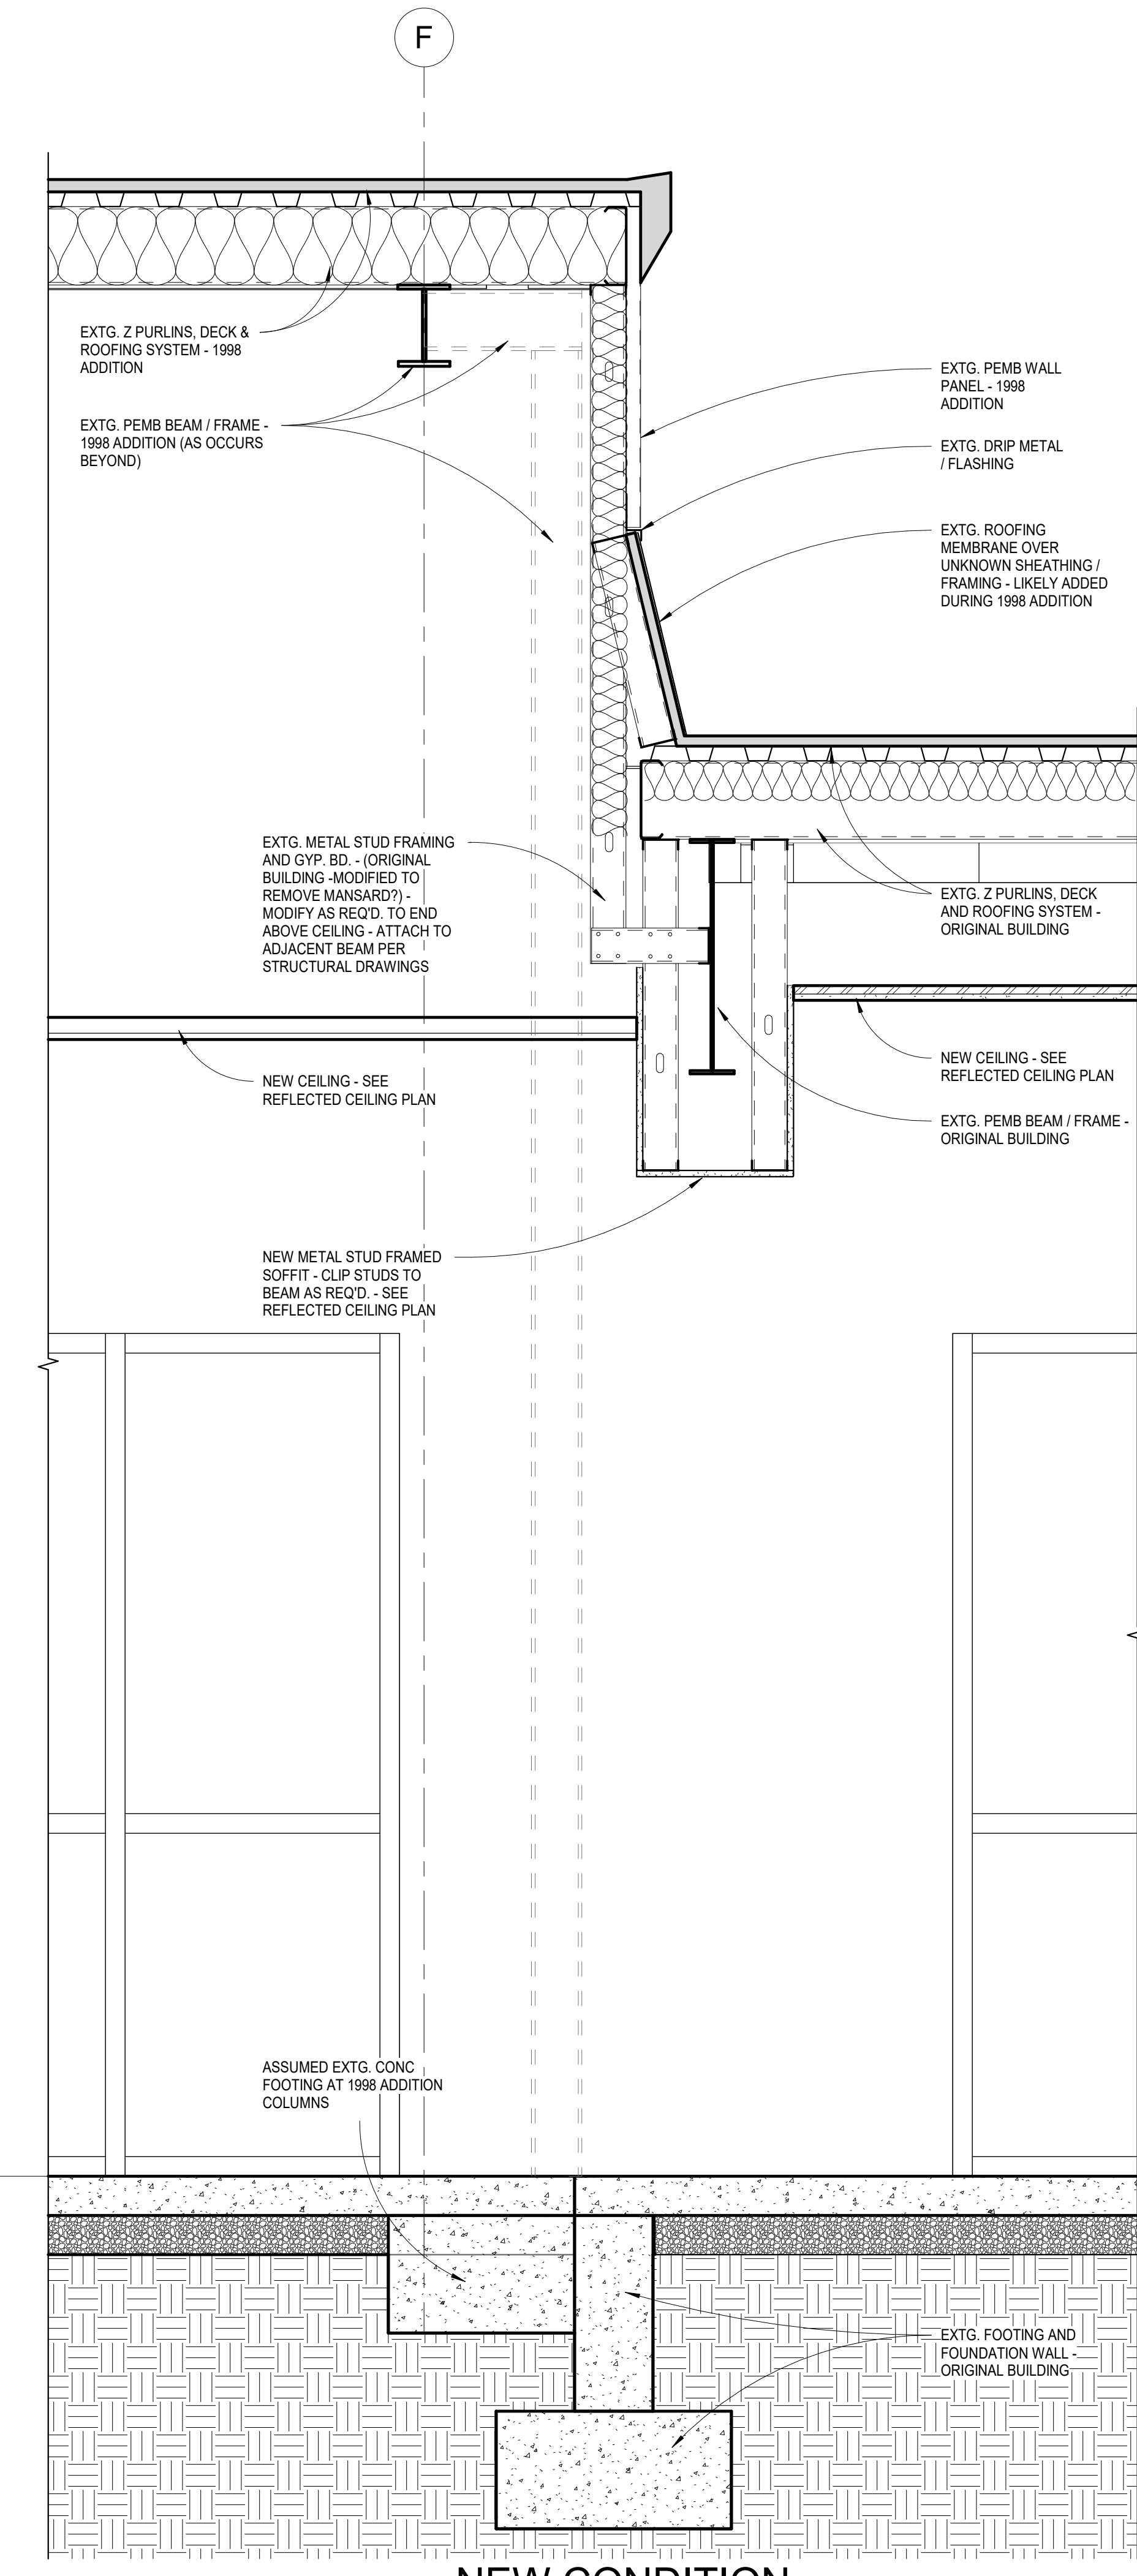 F
EXTG. Z PURLINS, DECK &
ROOFING SYSTEM - 1998
ADDITION
EXTG. PEMB BEAM / FRAME -
1998 ADDITION (AS OCCURS
BEYOND)
EXTG. PEMB WALL
PANEL - 1998
ADDITION
EXTG. DRIP METAL
/ FLASHING
EXTG. ROOFING
MEMBRANE OVER
UNKNOWN SHEATHING /
FRAMING - LIKELY ADDED
DURING 1998 ADDITION
EXTG. METAL STUD FRAMING
AND GYP. BD. - (ORIGINAL
BUILDING -MODIFIED TO
REMOVE MANSARD?) -
MODIFY AS REQ'D. TO END
ABOVE CEILING - ATTACH TO
ADJACENT BEAM PER
STRUCTURAL DRAWINGS
EXTG. Z PURLINS, DECK
AND ROOFING SYSTEM -
ORIGINAL BUILDING
NEW CEILING - SEE
REFLECTED CEILING PLAN
NEW CEILING - SEE
REFLECTED CEILING PLAN
EXTG. PEMB BEAM / FRAME -
ORIGINAL BUILDING
NEW METAL STUD FRAMED
SOFFIT - CLIP STUDS TO
BEAM AS REQ'D. - SEE
REFLECTED CEILING PLAN
ASSUMED EXTG. CONC
FOOTING AT 1998 ADDITION
COLUMNS
EXTG. FOOTING AND
FOUNDATION WALL -
ORIGINAL BUILDING
NEW CONDITION